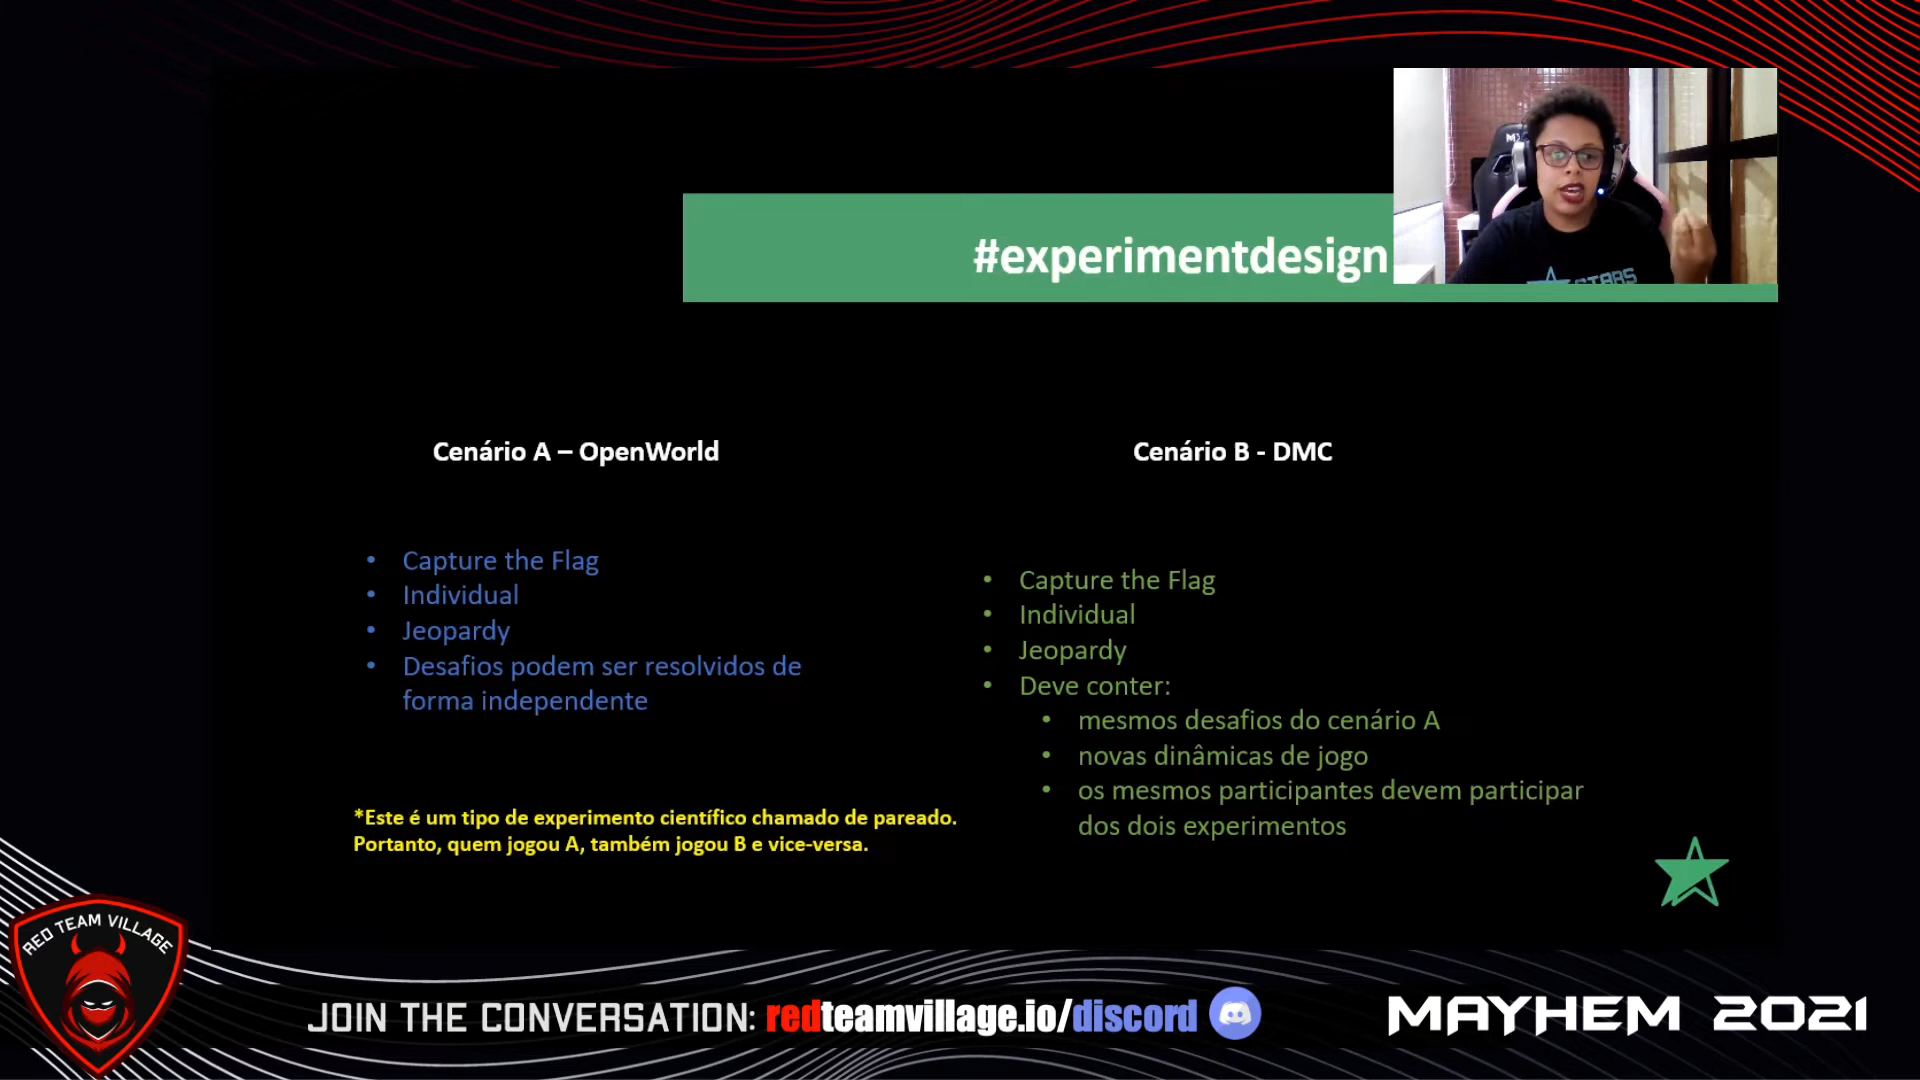 #experimentdesign
STARS
Cenário A – OpenWorld
Capture the Flag
Individual
Jeopardy
Desafios podem ser resolvidos de
forma independente
*Este é um tipo de experimento científico chamado de pareado.
Portanto, quem jogou A, também jogou B e vice-versa.
Cenário B - DMC
Capture the Flag
Individual
Jeopardy
Deve conter:
mesmos desafios do cenário A
novas dinâmicas de jogo
os mesmos participantes devem participar
dos dois experimentos
RED TEAM VILLAGE
JOIN THE CONVERSATION: redteamvillage.io/discord
MAYHEM 2021